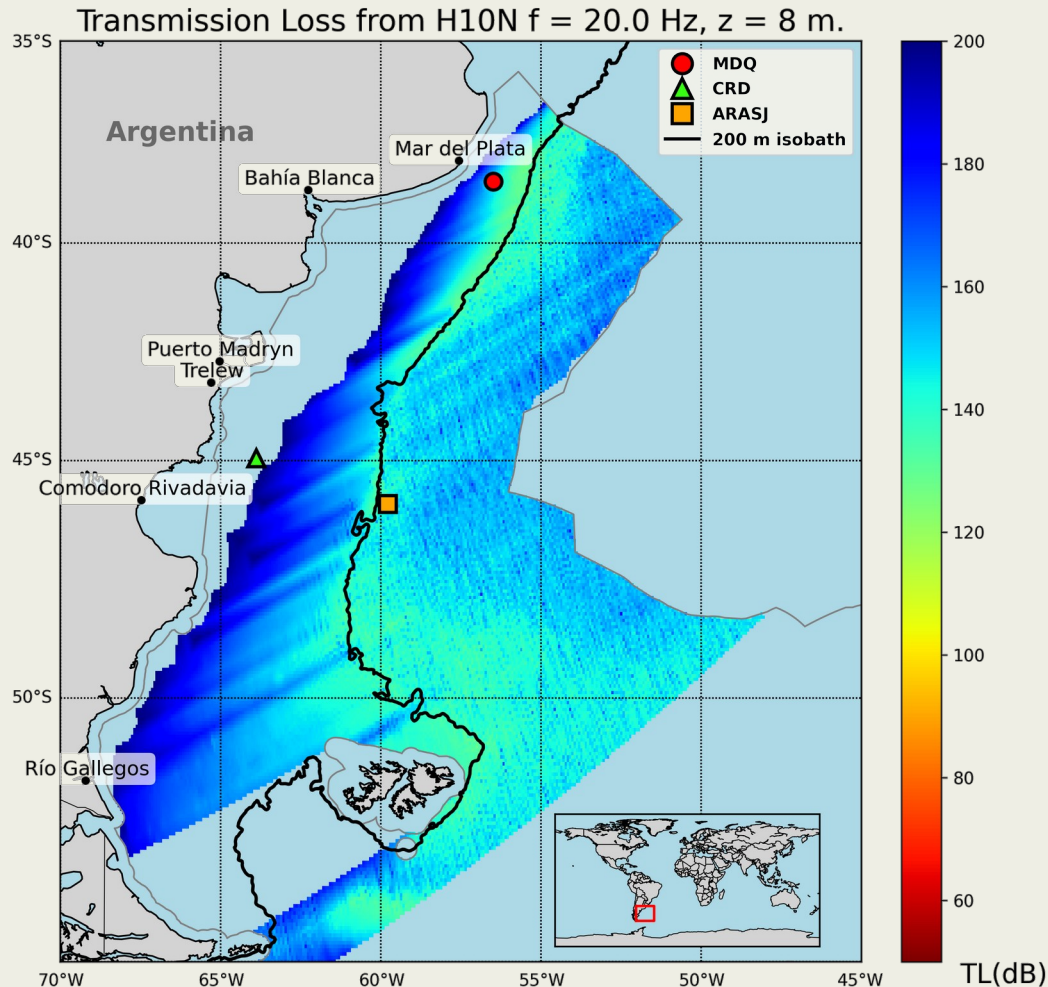 Transmission Loss from H10N f = 20.0 Hz, z = 8 m.
35°S
200
MDQ
CRD
ARASJ
200 m isobath
Argentina
Mar del Plata
180
Bahía Blanca
40°S
160
Puerto Madryn
Trelew
140
45°S
Comodoro Rivadavia
120
100
50°S
Río Gallegos
80
60
70°W
65°W
60°W
55°W
50°W
45°W
TL(dB)